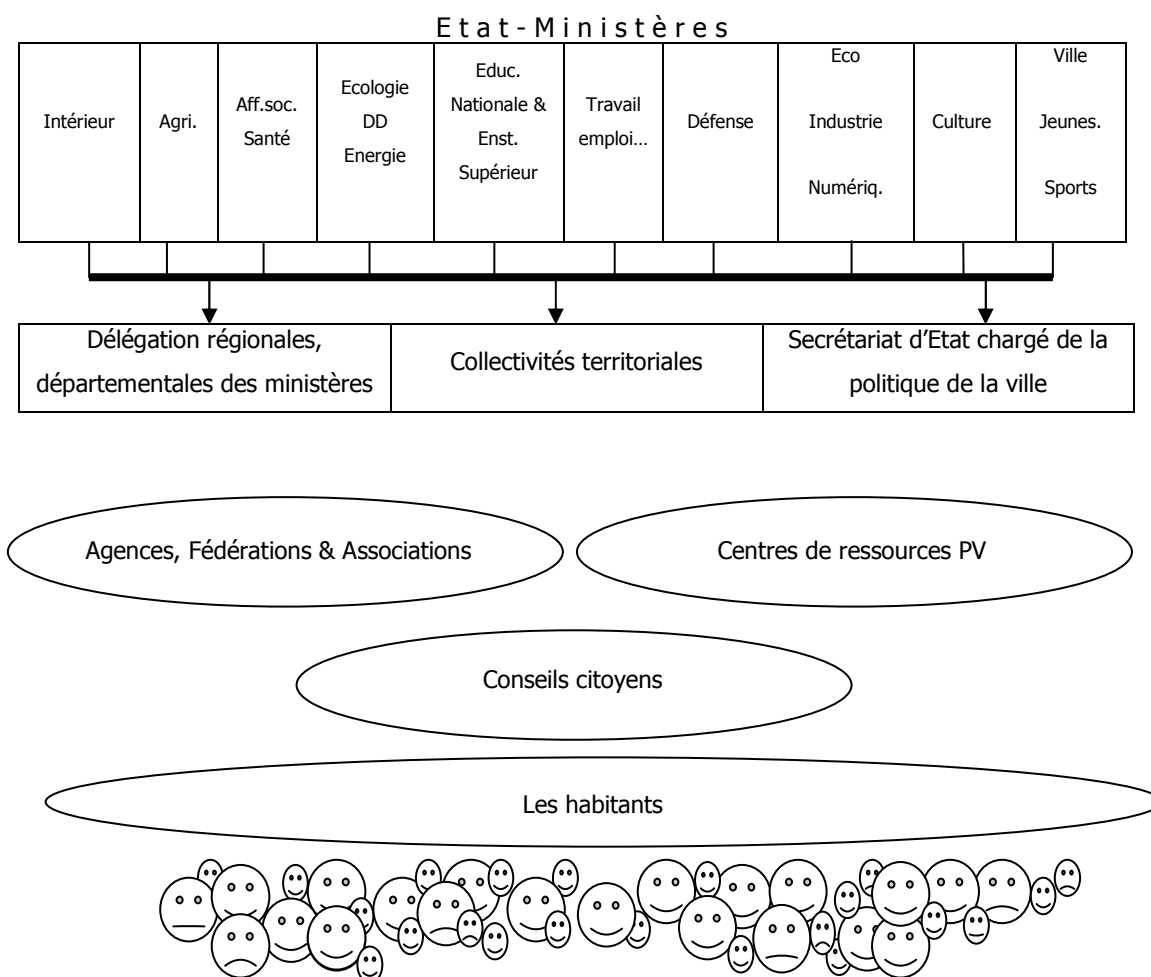 Etat-Ministères
Intérieur
Agri.
Aff.soc.
Santé
Ecologie
DD
Energie
Educ.
Nationale &
Enst.
Supérieur
Travail
emploi…
Défense
Eco
Industrie
Numériq.
Culture
Ville
Jeunes.
Sports
Délégation régionales,
départementales des ministères
Collectivités territoriales
Secrétariat d’Etat chargé de la
politique de la ville
Agences, Fédérations & Associations
Centres de ressources PV
Conseils citoyens
Les habitants